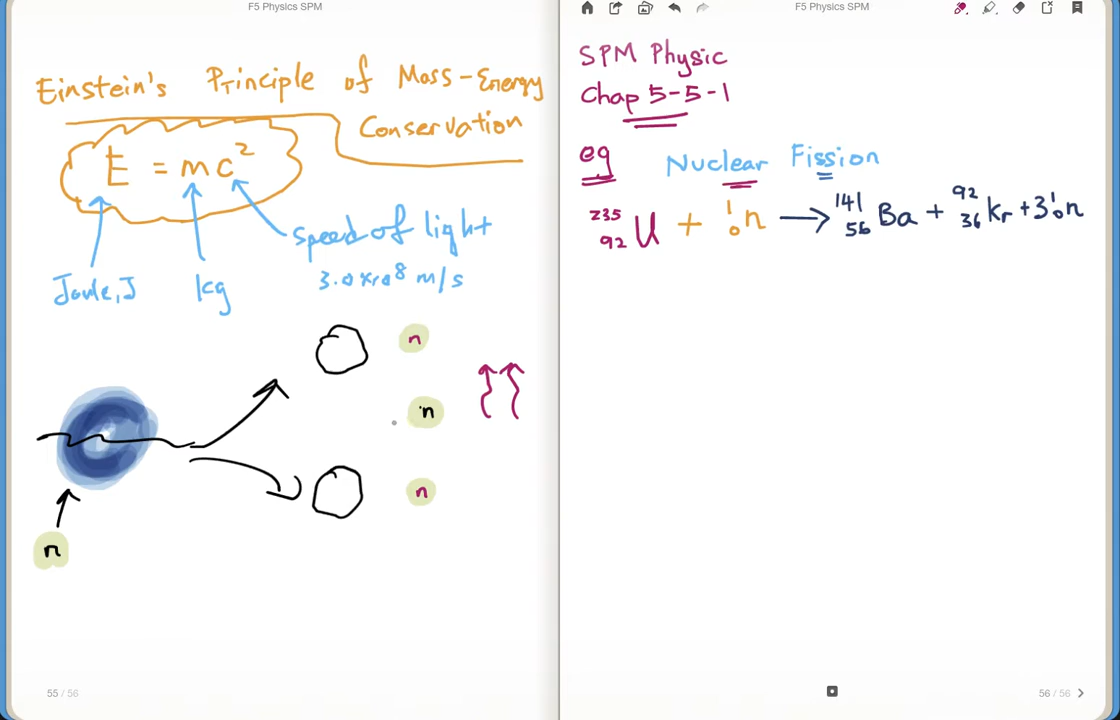 F5 Physics SPM
Einstein's Principle of Mass-Energy
Conservation
E = mc²
speed of light
3.0 x 10⁸ m/s
Joule, J
kg
n
n
n
n
55 / 56
F5 Physics SPM
SPM Physic
Chap 5-5-1
eg Nuclear Fission
²³⁵₉₂U + ¹₀n → ¹⁴¹₅₆Ba + ⁹²₃₆Kr + 3¹₀n
56 / 56